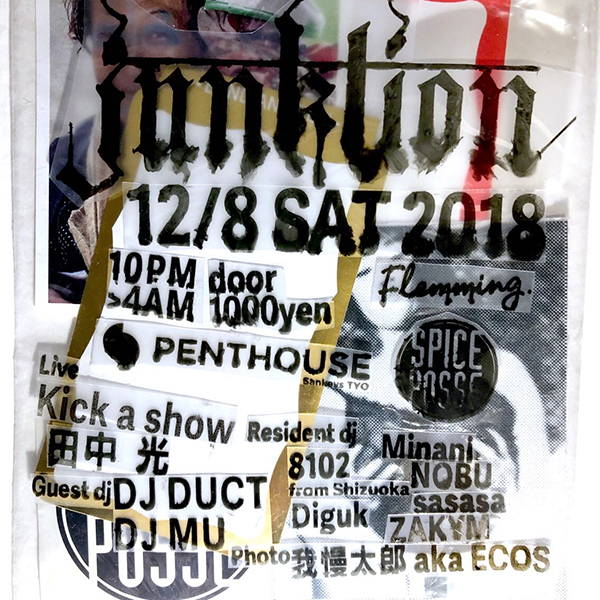 junktion
12/8 SAT 2018
10PM door
>4AM 1000yen
Flemming.
PENTHOUSE
Sankeys TYO
SPICE
POSSE
Live
Kick a show
田中 光
Guest dj DJ DUCT
DJ MU
Resident dj
8102
from Shizuoka
Diguk
Minani
NOBU
sasasa
ZAKYM
Photo 我慢太郎 aka ECOS
POSSE